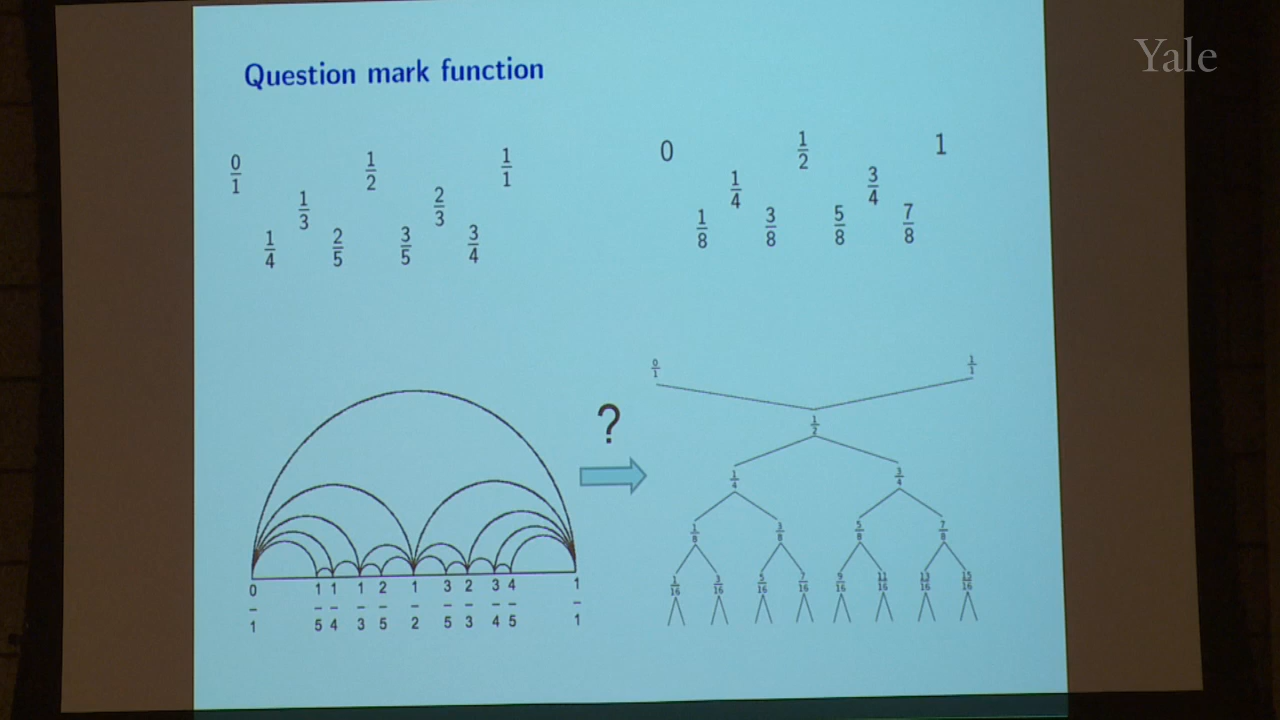 Yale
Question mark function
0/1 1/2 1/1
1/3 2/3
1/4 2/5 3/5 3/4
0 1/2 1
1/4 3/4
1/8 3/8 5/8 7/8
?
0/1 1/5 1/4 1/3 2/5 1/2 3/5 2/3 3/4 4/5 1/1
0/1 1/1
1/2
1/4 3/4
1/8 3/8 5/8 7/8
1/16 3/16 5/16 7/16 9/16 11/16 13/16 15/16